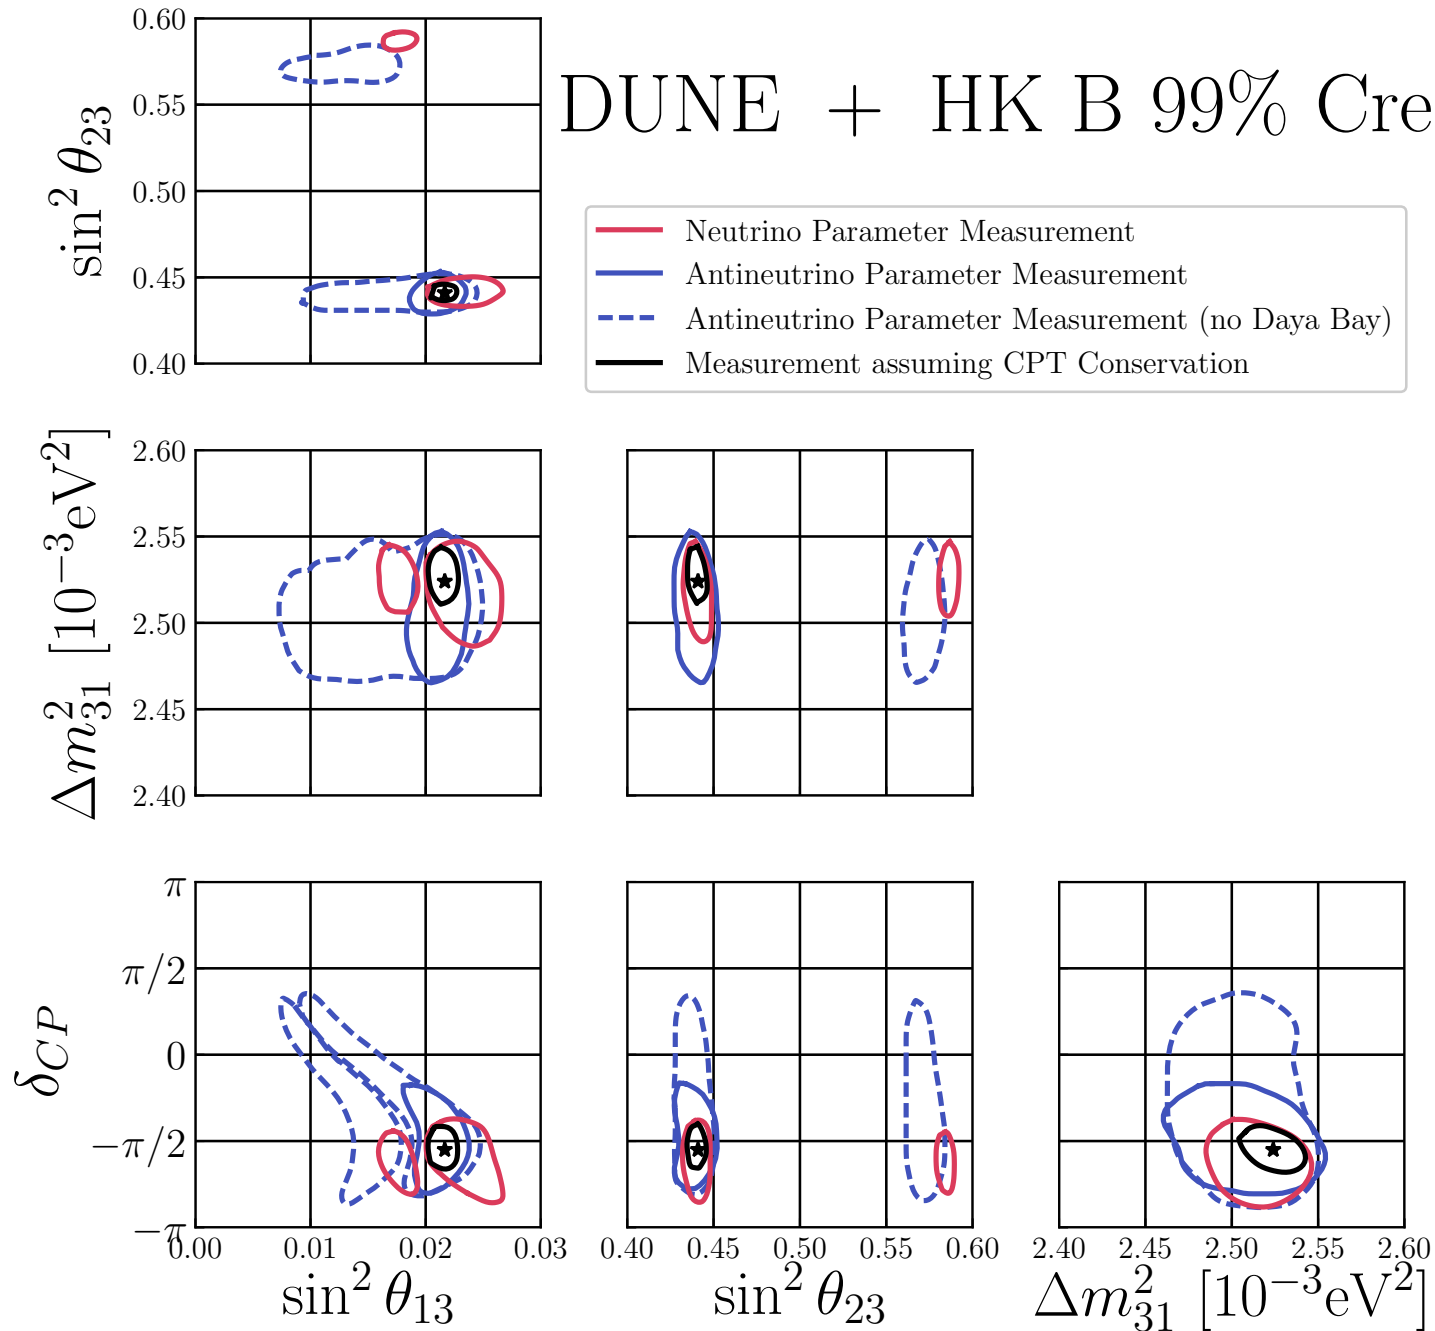 DUNE + HK B 99% Cre
Neutrino Parameter Measurement
Antineutrino Parameter Measurement
Antineutrino Parameter Measurement (no Daya Bay)
Measurement assuming CPT Conservation
sin² θ₂₃
0.60
0.55
0.50
0.45
0.40
Δm²₃₁ [10⁻³eV²]
2.60
2.55
2.50
2.45
2.40
δ_CP
π
π/2
0
−π/2
−π
0.00 0.01 0.02 0.03
0.40 0.45 0.50 0.55 0.60
2.40 2.45 2.50 2.55 2.60
sin² θ₁₃
sin² θ₂₃
Δm²₃₁ [10⁻³eV²]